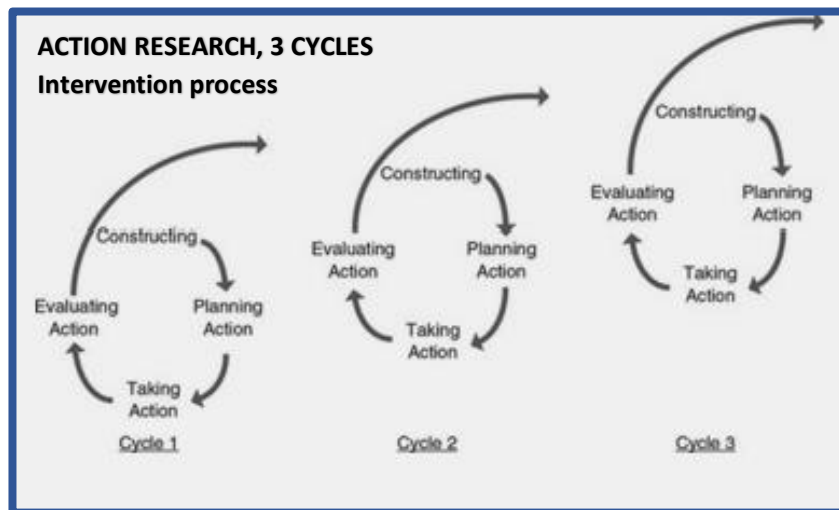 ACTION RESEARCH, 3 CYCLES
Intervention process
Constructing
Planning
Action
Taking
Action
Evaluating
Action
Cycle 1
Constructing
Planning
Action
Taking
Action
Evaluating
Action
Cycle 2
Constructing
Planning
Action
Taking
Action
Evaluating
Action
Cycle 3